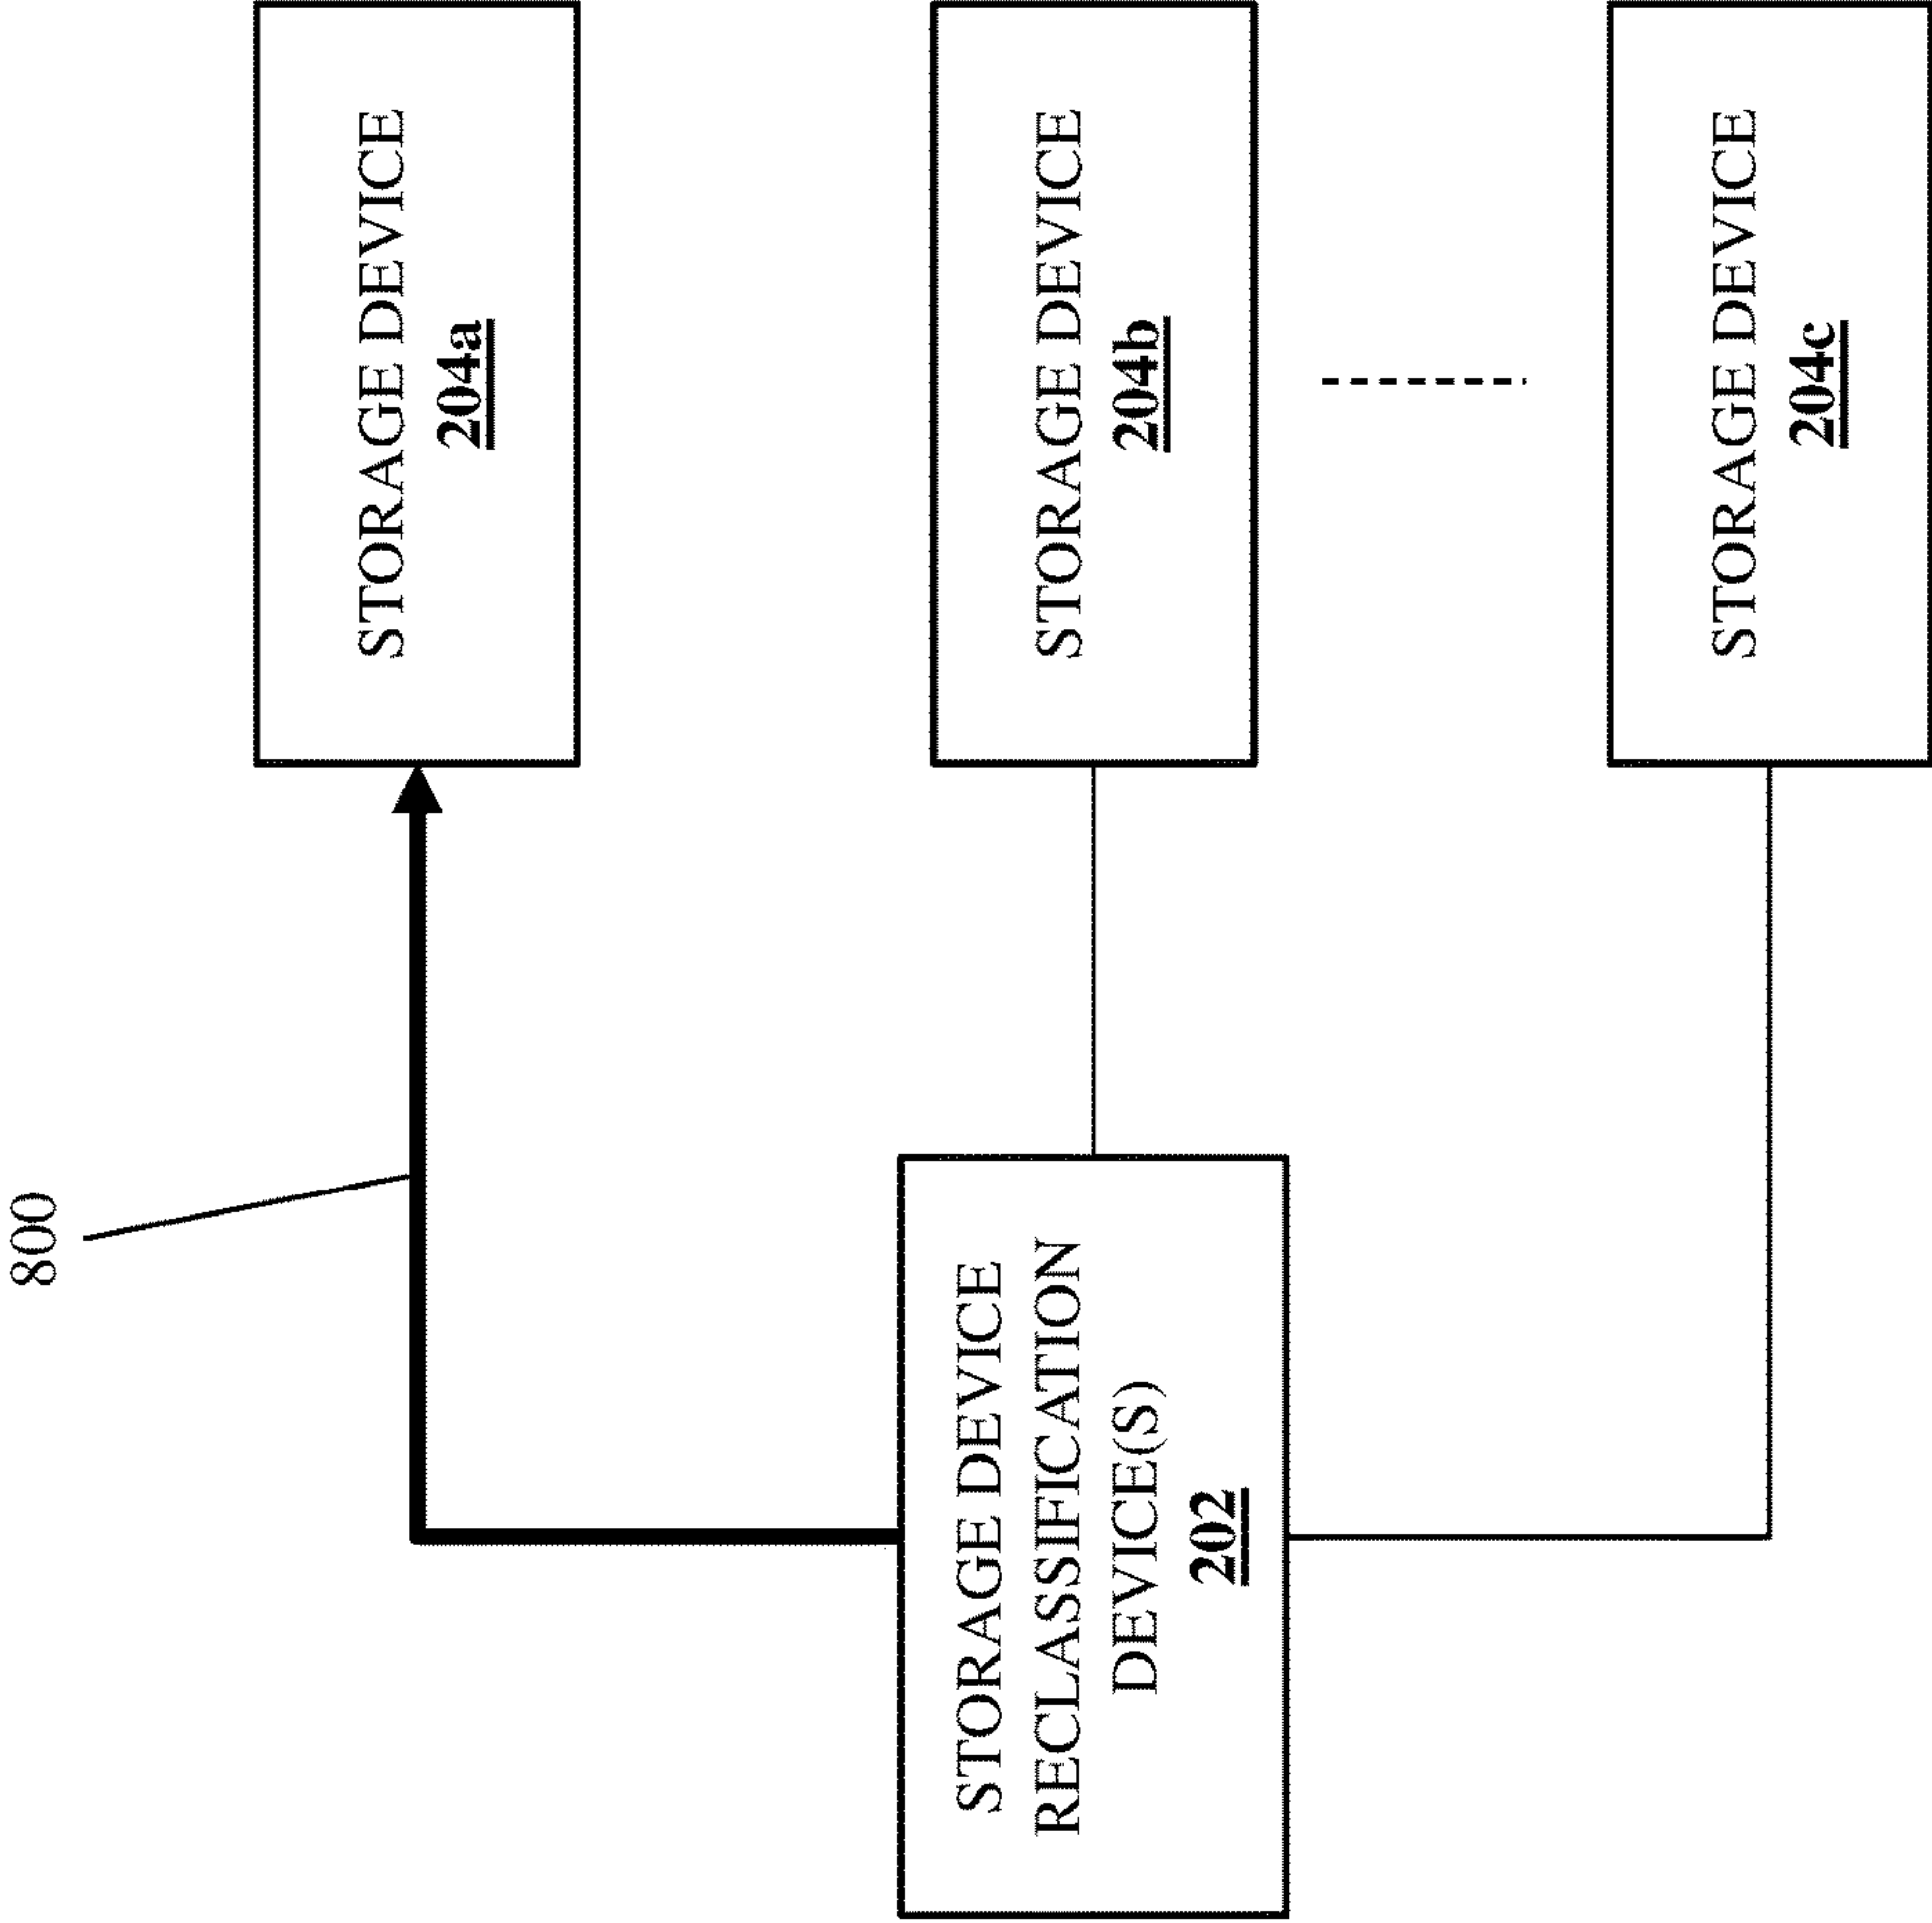 800
STORAGE DEVICE
204a
STORAGE DEVICE
RECLASSIFICATION
DEVICE(S)
202
STORAGE DEVICE
204b
STORAGE DEVICE
204c